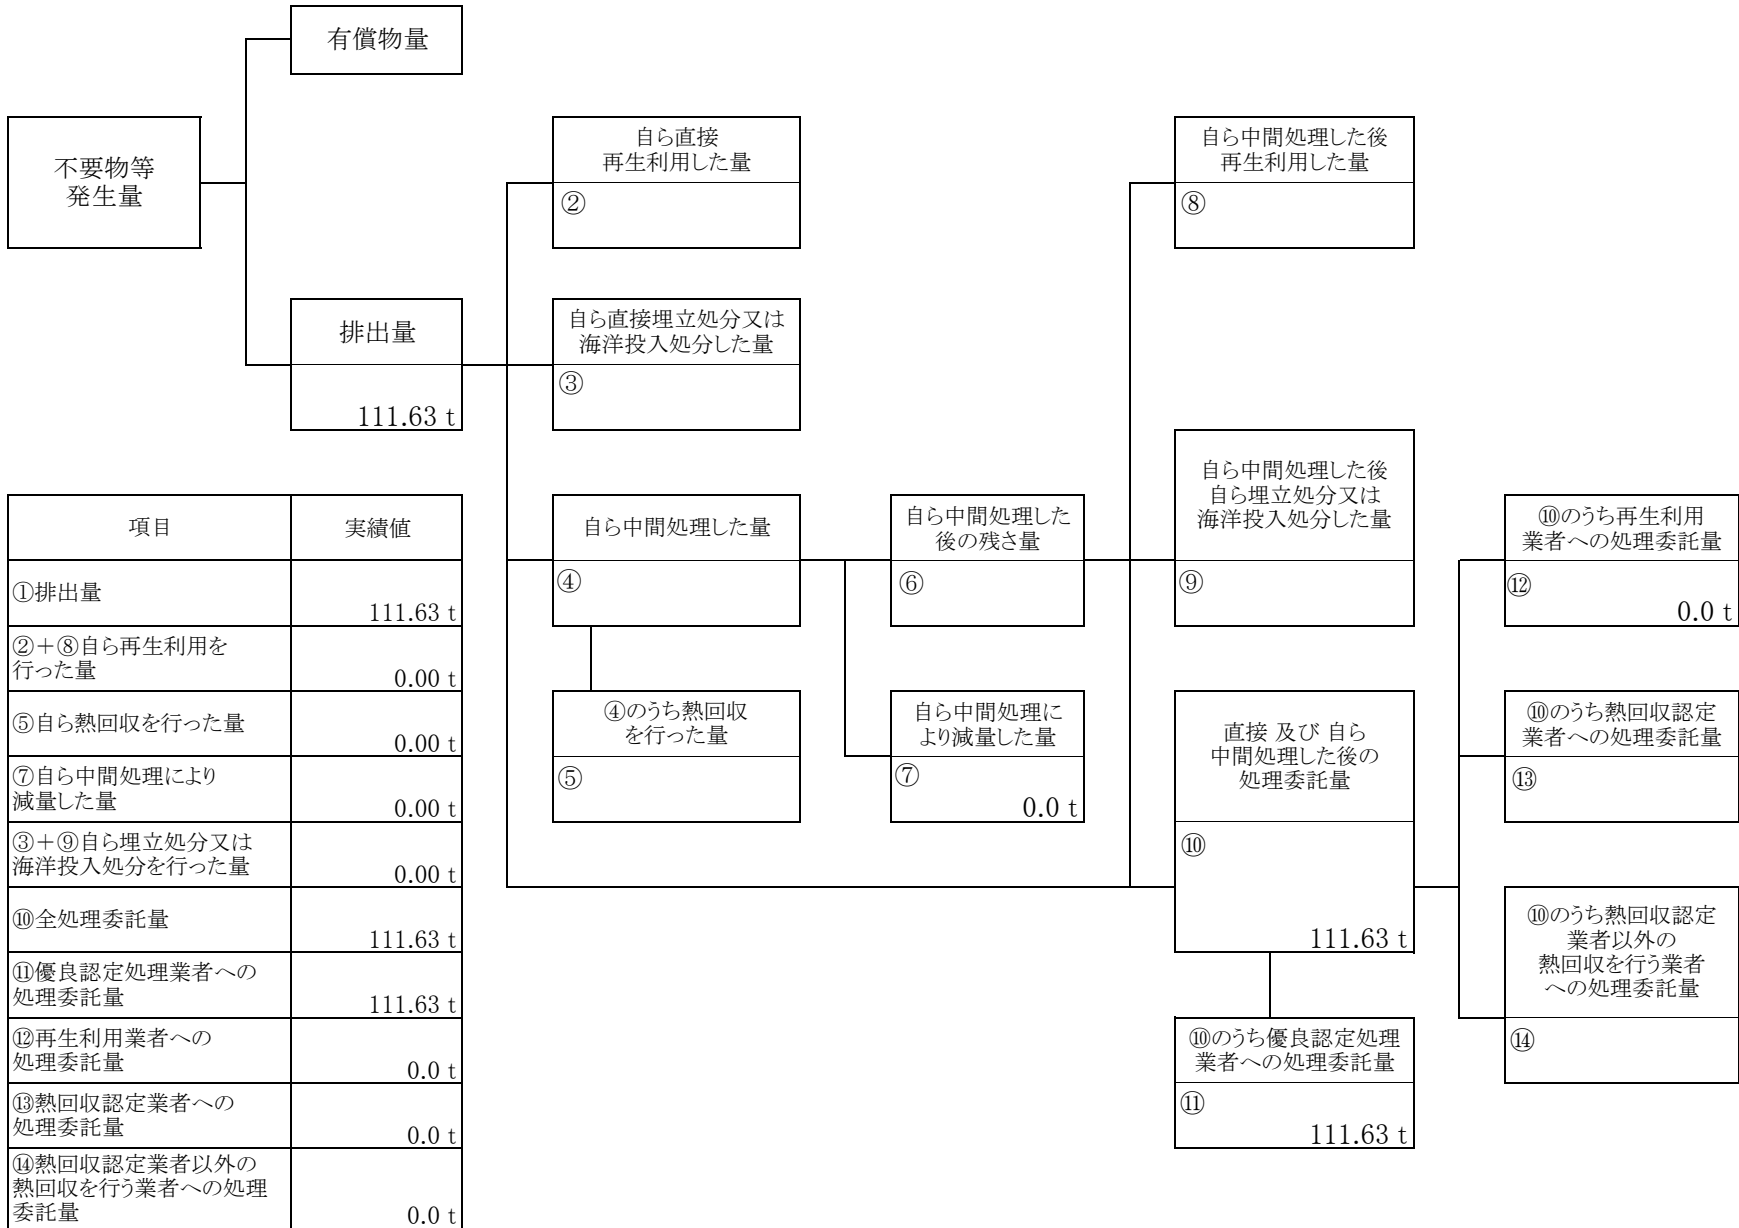 有償物量
不要物等
発生量
自ら直接
再生利用した量
②
自ら中間処理した後
再生利用した量
⑧
排出量
111.63 t
自ら直接埋立処分又は
海洋投入処分した量
③
自ら中間処理した量
④
自ら中間処理した
後の残さ量
⑥
自ら中間処理した後
自ら埋立処分又は
海洋投入処分した量
⑨
⑩のうち再生利用
業者への処理委託量
⑫
0.0 t
④のうち熱回収
を行った量
⑤
自ら中間処理に
より減量した量
⑦
0.0 t
直接 及び 自ら
中間処理した後の
処理委託量
⑩
111.63 t
⑩のうち熱回収認定
業者への処理委託量
⑬
⑩のうち熱回収認定
業者以外の
熱回収を行う業者
への処理委託量
⑭
⑩のうち優良認定処理
業者への処理委託量
⑪
111.63 t
項目 実績値
①排出量
111.63 t
②＋⑧自ら再生利用を
行った量
0.00 t
⑤自ら熱回収を行った量
0.00 t
⑦自ら中間処理により
減量した量
0.00 t
③＋⑨自ら埋立処分又は
海洋投入処分を行った量
0.00 t
⑩全処理委託量
111.63 t
⑪優良認定処理業者への
処理委託量
111.63 t
⑫再生利用業者への
処理委託量
0.0 t
⑬熱回収認定業者への
処理委託量
0.0 t
⑭熱回収認定業者以外の
熱回収を行う業者への処理
委託量
0.0 t